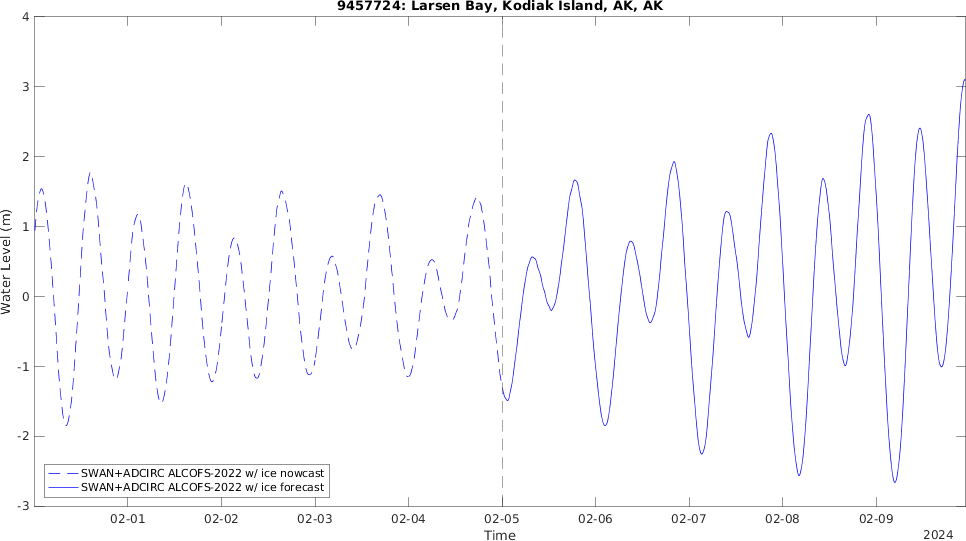 9457724: Larsen Bay, Kodiak Island, AK, AK
4
3
2
1
0
-1
-2
-3
Water Level (m)
SWAN+ADCIRC ALCOFS-2022 w/ ice nowcast
SWAN+ADCIRC ALCOFS-2022 w/ ice forecast
02-01 02-02 02-03 02-04 02-05 02-06 02-07 02-08 02-09
Time
2024